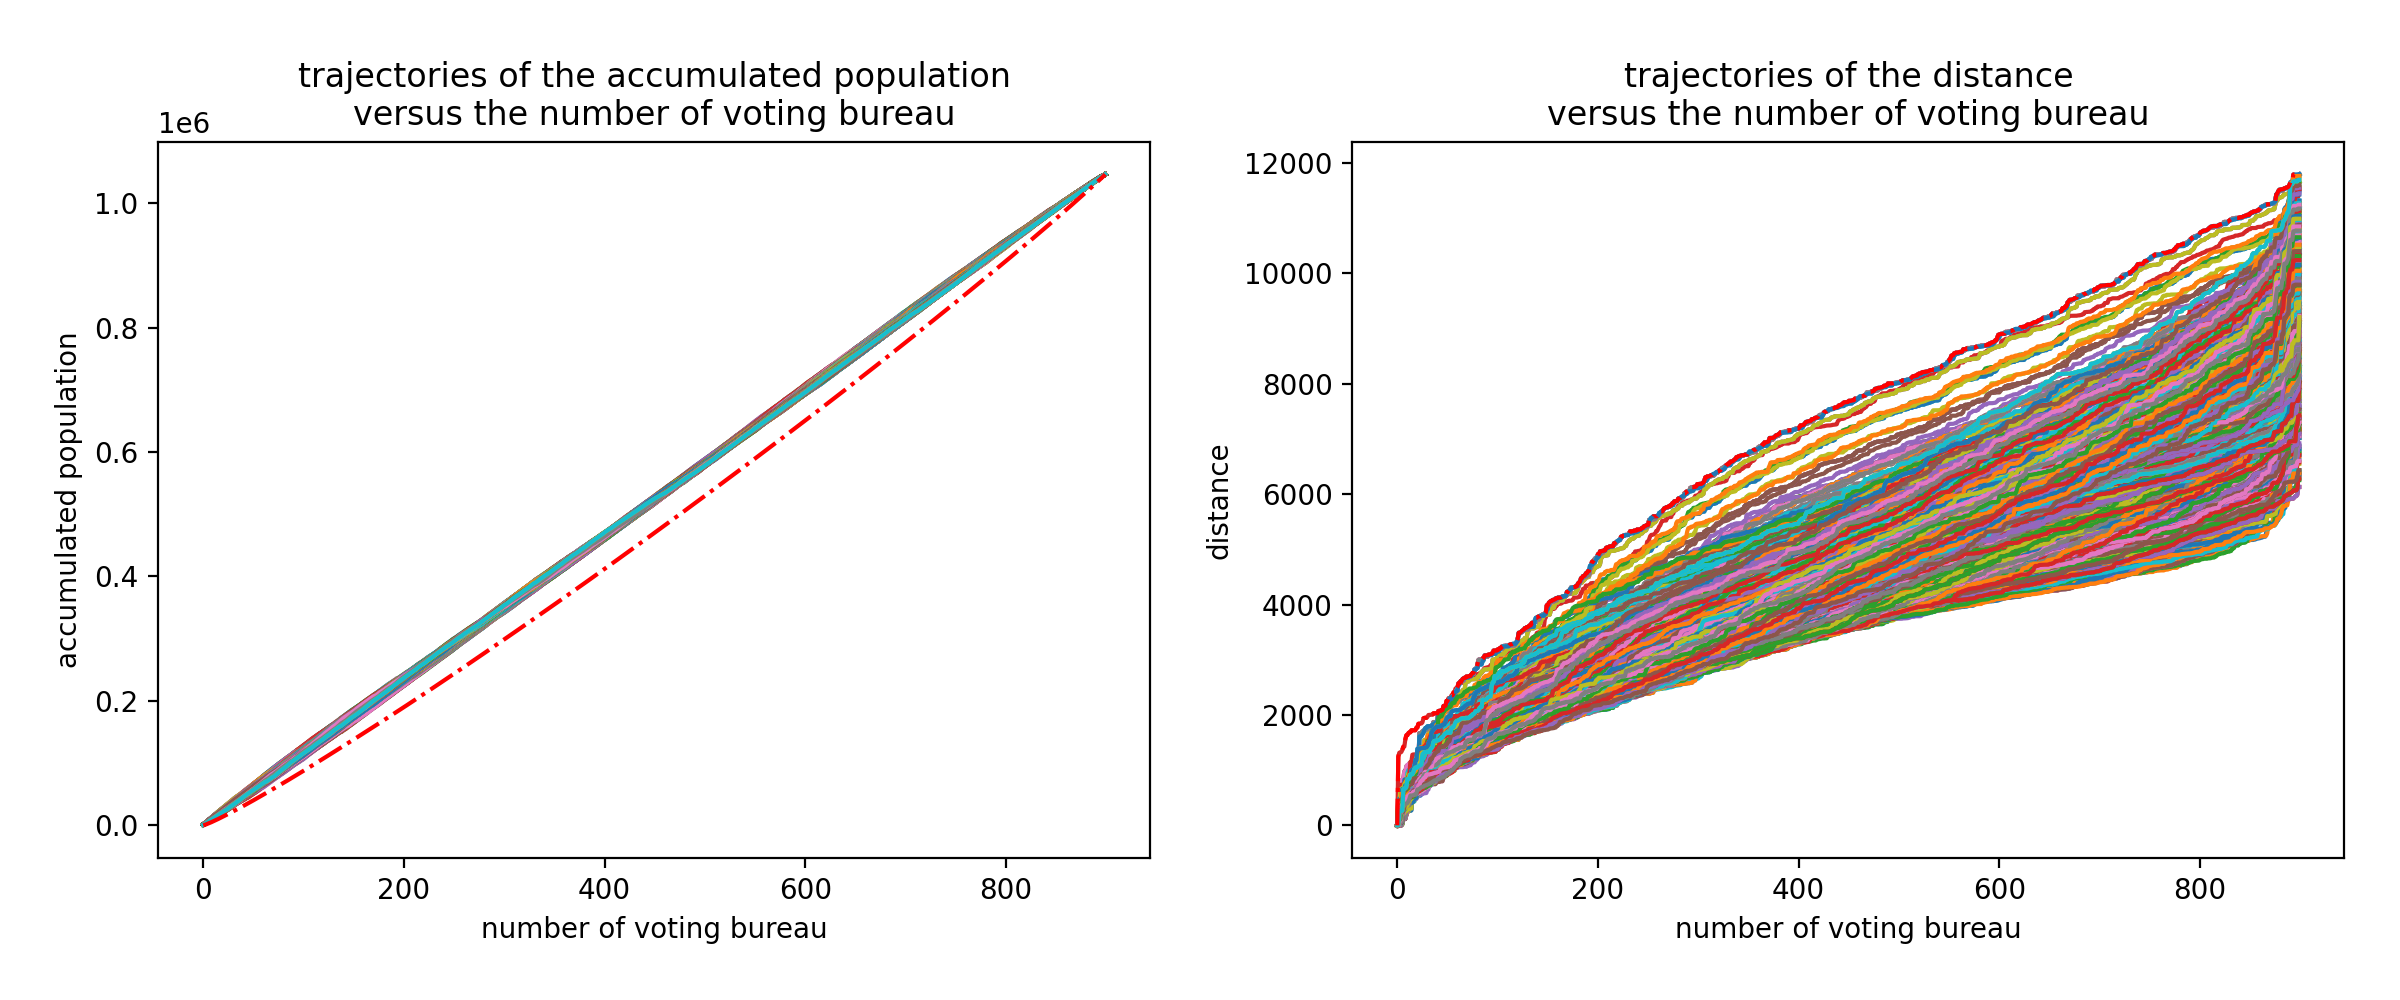 trajectories of the accumulated population
versus the number of voting bureau
1e6
1.0
0.8
0.6
0.4
0.2
0.0
accumulated population
0 200 400 600 800
number of voting bureau
trajectories of the distance
versus the number of voting bureau
12000
10000
8000
6000
4000
2000
0
distance
0 200 400 600 800
number of voting bureau